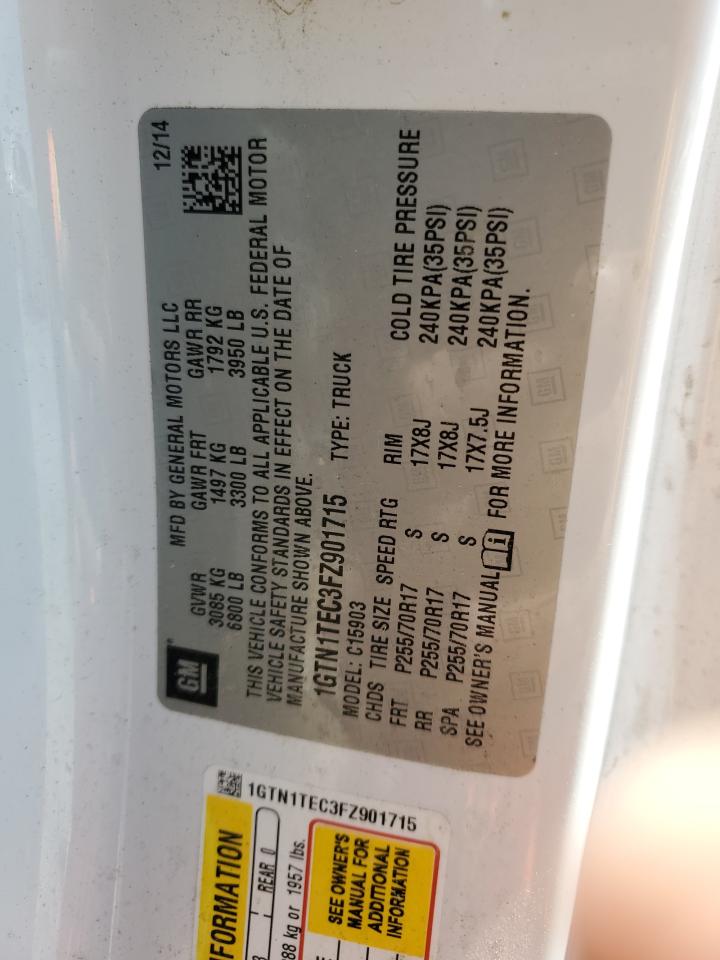 GM
MFD BY GENERAL MOTORS LLC 12/14
GVWR GAWR FRT GAWR RR
3085 KG 1497 KG 1792 KG
6800 LB 3300 LB 3950 LB
THIS VEHICLE CONFORMS TO ALL APPLICABLE U.S. FEDERAL MOTOR
VEHICLE SAFETY STANDARDS IN EFFECT ON THE DATE OF
MANUFACTURE SHOWN ABOVE.
1GTN1TEC3FZ901715 TYPE: TRUCK
MODEL: C15903
CHDS TIRE SIZE SPEED RTG RIM COLD TIRE PRESSURE
FRT P255/70R17 S 17X8J 240KPA(35PSI)
RR P255/70R17 S 17X8J 240KPA(35PSI)
SPA P255/70R17 S 17X7.5J 240KPA(35PSI)
SEE OWNER'S MANUAL i FOR MORE INFORMATION.
1GTN1TEC3FZ901715
REAR 0
or 1957 lbs.
SEE OWNER'S
MANUAL FOR
ADDITIONAL
INFORMATION